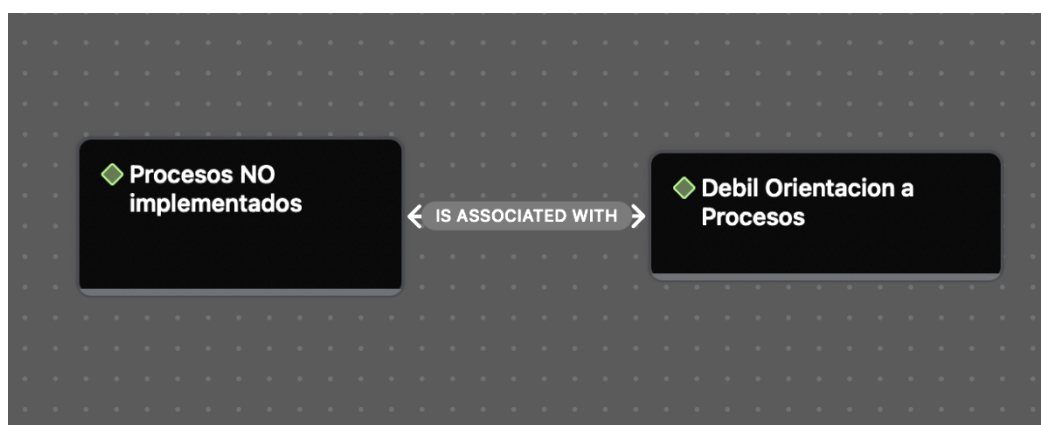 Procesos NO
implementados
IS ASSOCIATED WITH
Debil Orientacion a
Procesos